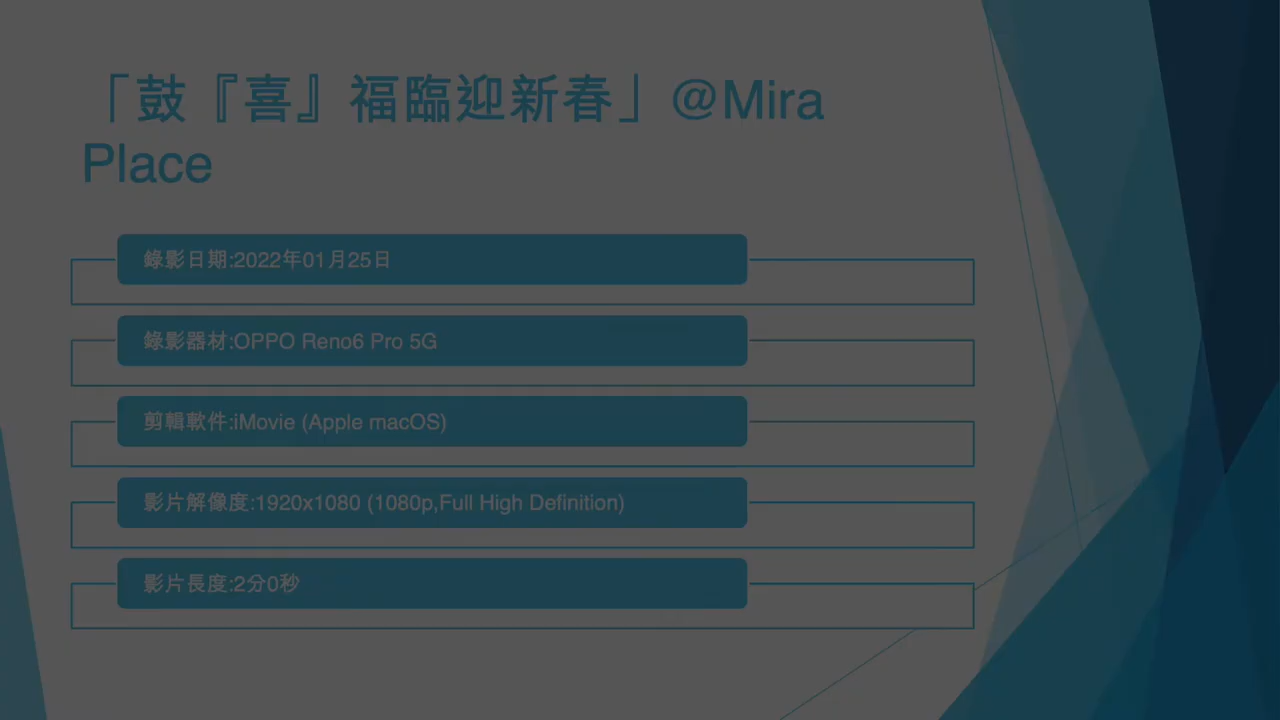 「鼓『喜』福臨迎新春」@Mira
Place
錄影日期:2022年01月25日
錄影器材:OPPO Reno6 Pro 5G
剪輯軟件:iMovie (Apple macOS)
影片解像度:1920x1080 (1080p,Full High Definition)
影片長度:2分0秒